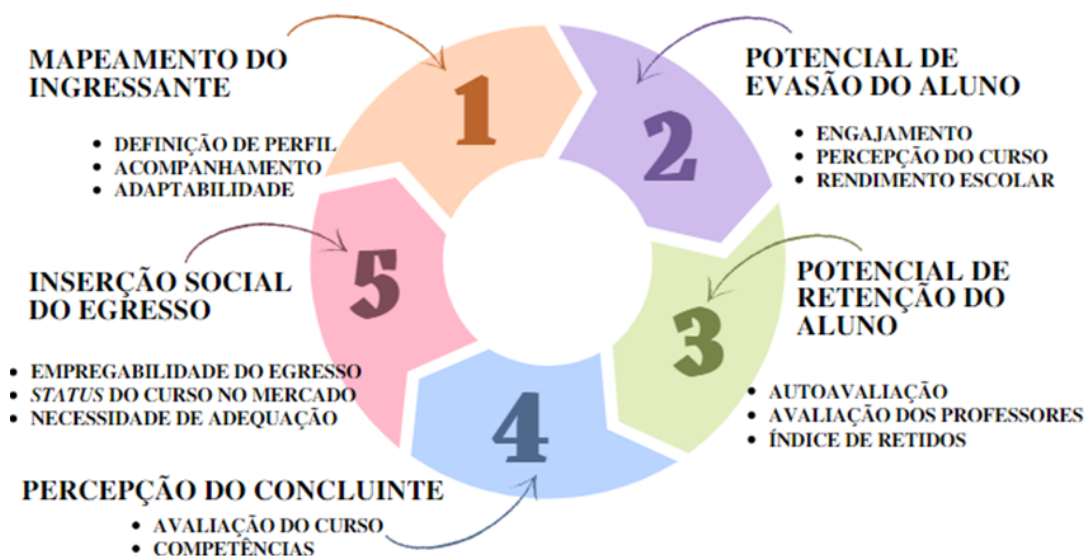 MAPEAMENTO DO
INGRESSANTE
• DEFINIÇÃO DE PERFIL
• ACOMPANHAMENTO
• ADAPTABILIDADE
1
POTENCIAL DE
EVASÃO DO ALUNO
• ENGAJAMENTO
• PERCEPÇÃO DO CURSO
• RENDIMENTO ESCOLAR
2
POTENCIAL DE
RETENÇÃO DO
ALUNO
• AUTOAVALIAÇÃO
• AVALIAÇÃO DOS PROFESSORES
• ÍNDICE DE RETIDOS
3
PERCEPÇÃO DO CONCLUINTE
• AVALIAÇÃO DO CURSO
• COMPETÊNCIAS
4
INSERÇÃO SOCIAL
DO EGRESSO
• EMPREGABILIDADE DO EGRESSO
• STATUS DO CURSO NO MERCADO
• NECESSIDADE DE ADEQUAÇÃO
5